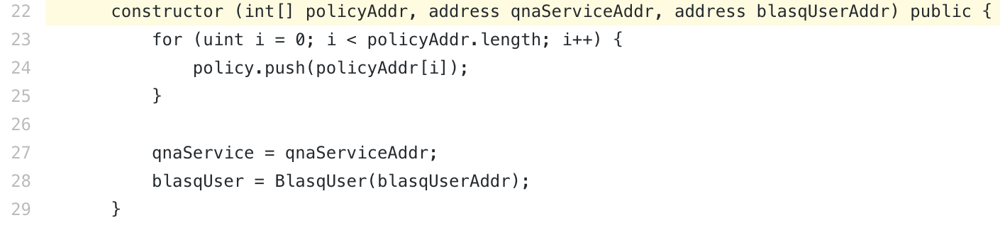 22 constructor (int[] policyAddr, address qnaServiceAddr, address blasqUserAddr) public {
23 for (uint i = 0; i < policyAddr.length; i++) {
24 policy.push(policyAddr[i]);
25 }
26
27 qnaService = qnaServiceAddr;
28 blasqUser = BlasqUser(blasqUserAddr);
29 }